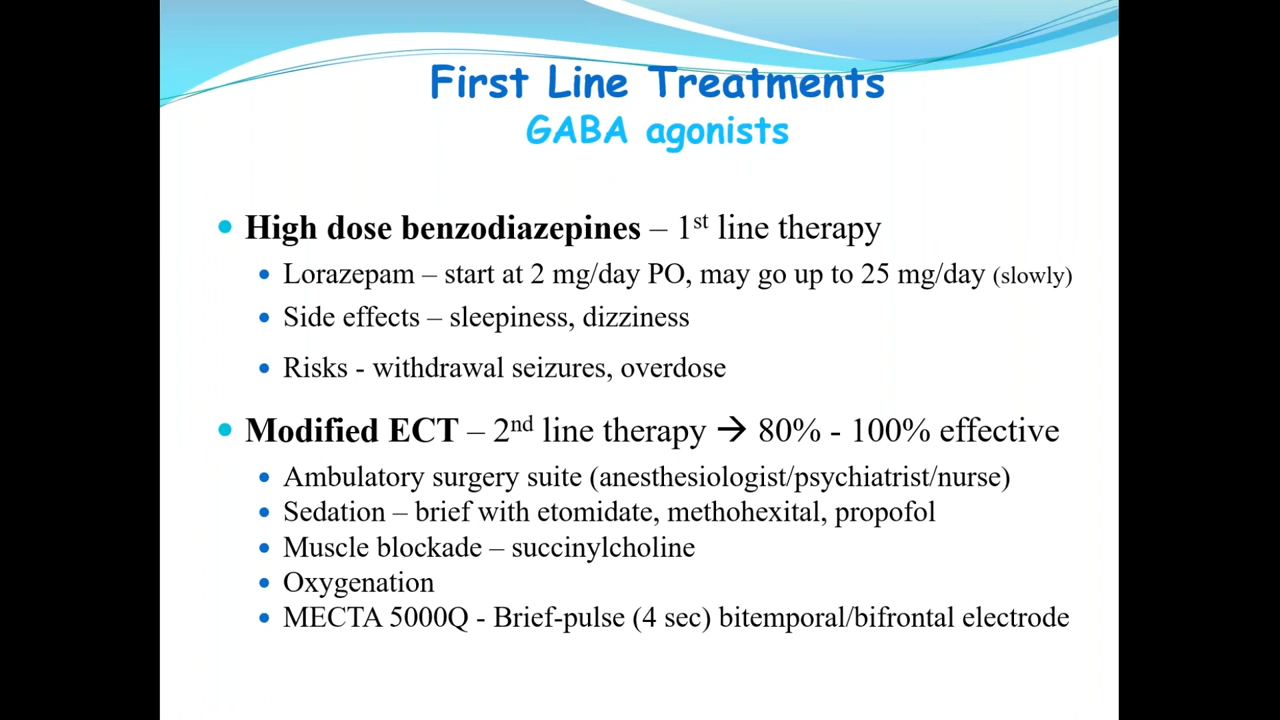 First Line Treatments
GABA agonists
• High dose benzodiazepines – 1st line therapy
• Lorazepam – start at 2 mg/day PO, may go up to 25 mg/day (slowly)
• Side effects – sleepiness, dizziness
• Risks - withdrawal seizures, overdose
• Modified ECT – 2nd line therapy → 80% - 100% effective
• Ambulatory surgery suite (anesthesiologist/psychiatrist/nurse)
• Sedation – brief with etomidate, methohexital, propofol
• Muscle blockade – succinylcholine
• Oxygenation
• MECTA 5000Q - Brief-pulse (4 sec) bitemporal/bifrontal electrode